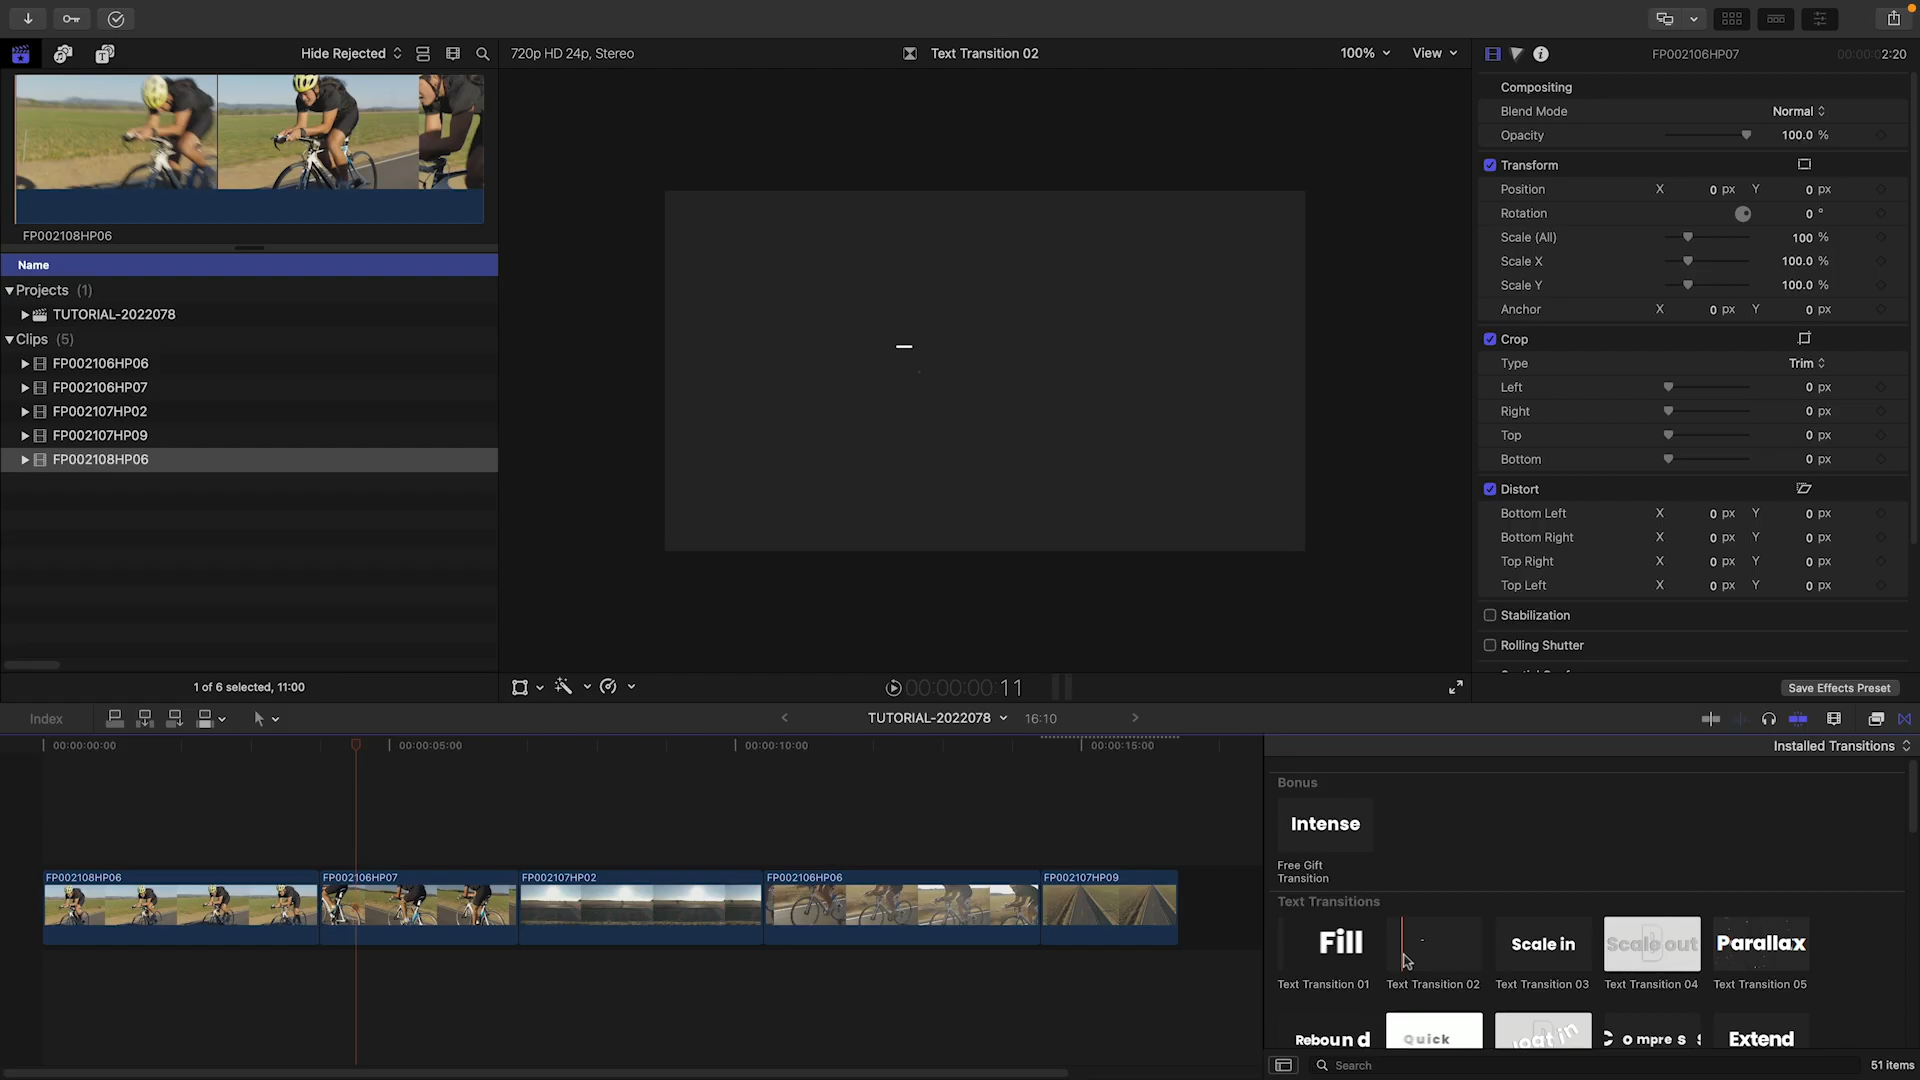 Hide Rejected
720p HD 24p, Stereo
Text Transition 02
100%
View
FP002106HP07
00:00:02:20
FP002108HP06
Name
Projects (1)
TUTORIAL-2022078
Clips (5)
FP002106HP06
FP002106HP07
FP002107HP02
FP002107HP09
FP002108HP06
1 of 6 selected, 11:00
00:00:00:11
Compositing
Blend Mode Normal
Opacity 100.0 %
Transform
Position X 0 px Y 0 px
Rotation 0 °
Scale (All) 100 %
Scale X 100.0 %
Scale Y 100.0 %
Anchor X 0 px Y 0 px
Crop
Type Trim
Left 0 px
Right 0 px
Top 0 px
Bottom 0 px
Distort
Bottom Left X 0 px Y 0 px
Bottom Right X 0 px Y 0 px
Top Right X 0 px Y 0 px
Top Left X 0 px Y 0 px
Stabilization
Rolling Shutter
Save Effects Preset
Index
TUTORIAL-2022078
16:10
00:00:00:00
00:00:05:00
00:00:10:00
00:00:15:00
FP002108HP06
FP002106HP07
FP002107HP02
FP002106HP06
FP002107HP09
Installed Transitions
Bonus
Intense
Free Gift
Transition
Text Transitions
Fill
Scale in
Scale out
Parallax
Text Transition 01
Text Transition 02
Text Transition 03
Text Transition 04
Text Transition 05
Rebound
Quick
Extend
Search
51 items